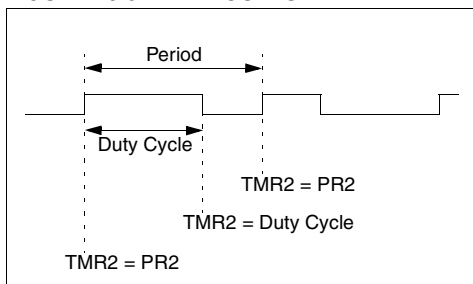 Period
Duty Cycle
TMR2 = PR2
TMR2 = Duty Cycle
TMR2 = PR2